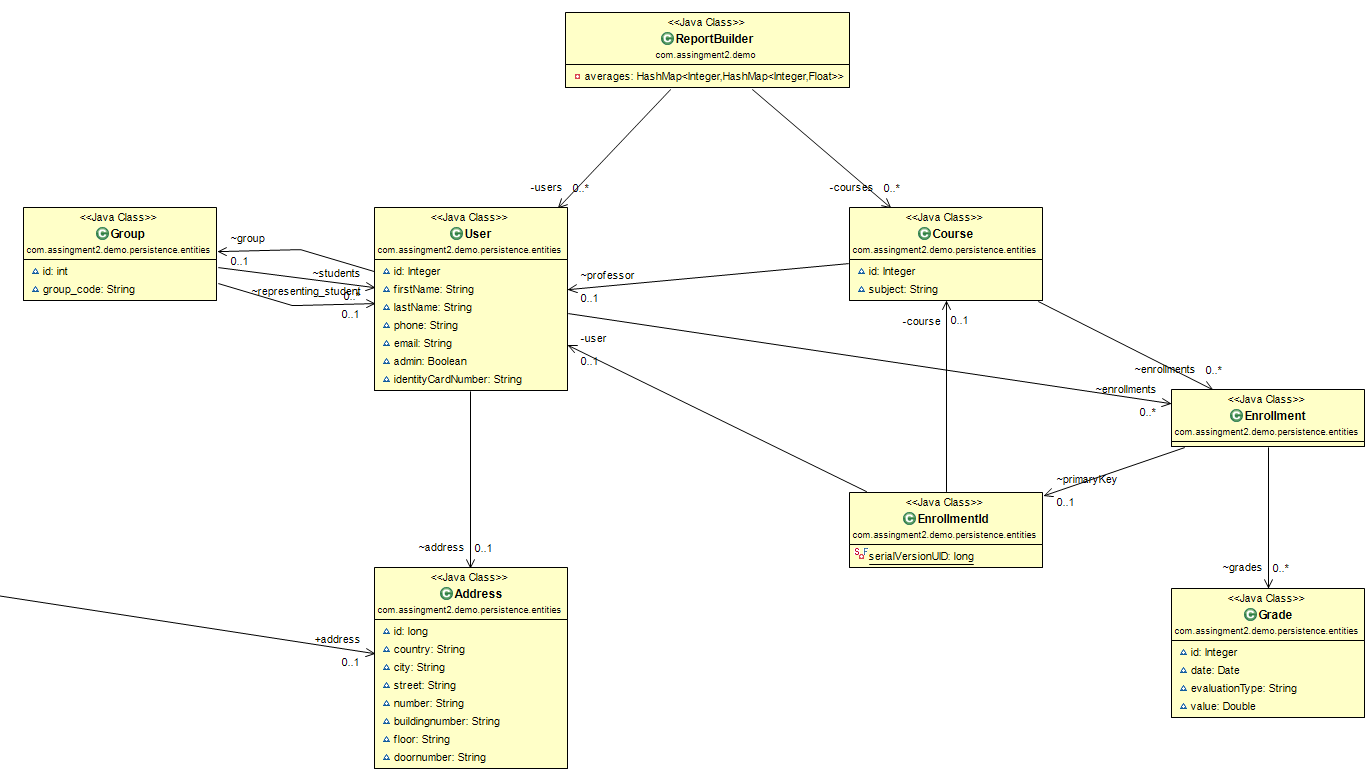 <<Java Class>>
ReportBuilder
com.assingment2.demo
averages: HashMap<Integer,HashMap<Integer,Float>>
-users 0..*
-courses 0..*
<<Java Class>>
Group
com.assingment2.demo.persistence.entities
id: int
group_code: String
~group
0..1
~students
0..*
~representing_student
0..1
<<Java Class>>
User
com.assingment2.demo.persistence.entities
id: Integer
firstName: String
lastName: String
phone: String
email: String
admin: Boolean
identityCardNumber: String
<<Java Class>>
Course
com.assingment2.demo.persistence.entities
id: Integer
subject: String
~professor
0..1
-course 0..1
-user
0..1
~enrollments 0..*
~enrollments
0..*
<<Java Class>>
Enrollment
com.assingment2.demo.persistence.entities
~primaryKey
0..1
<<Java Class>>
EnrollmentId
com.assingment2.demo.persistence.entities
SF serialVersionUID: long
~address 0..1
~grades 0..*
<<Java Class>>
Address
com.assingment2.demo.persistence.entities
id: long
country: String
city: String
street: String
number: String
buildingnumber: String
floor: String
doornumber: String
+address
0..1
<<Java Class>>
Grade
com.assingment2.demo.persistence.entities
id: Integer
date: Date
evaluationType: String
value: Double